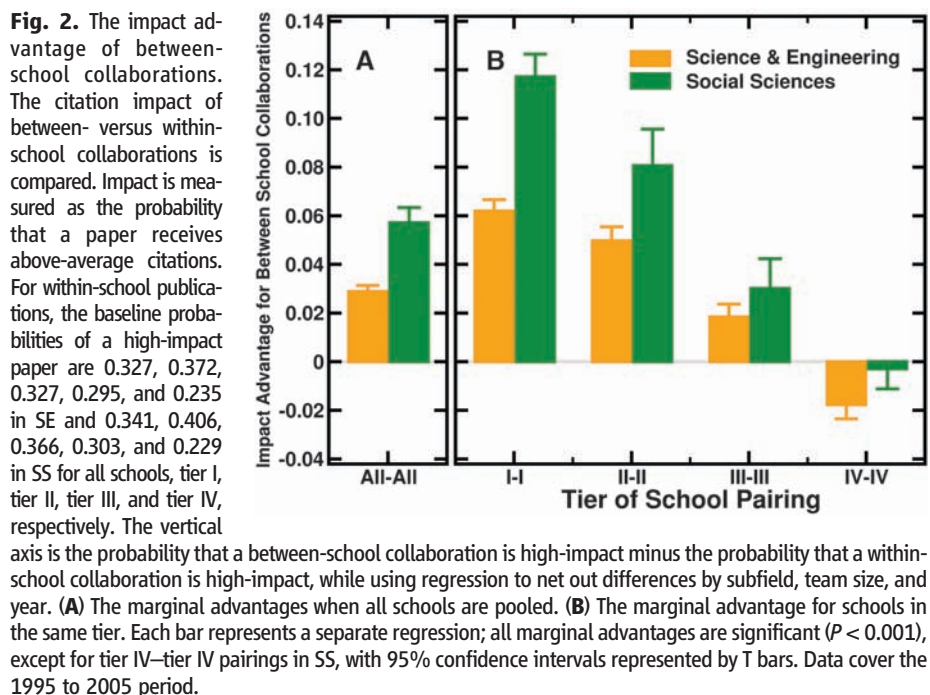 Fig. 2. The impact ad-
vantage of between-
school collaborations.
The citation impact of
between- versus within-
school collaborations is
compared. Impact is mea-
sured as the probability
that a paper receives
above-average citations.
For within-school publica-
tions, the baseline proba-
bilities of a high-impact
paper are 0.327, 0.372,
0.327, 0.295, and 0.235
in SE and 0.341, 0.406,
0.366, 0.303, and 0.229
in SS for all schools, tier I,
tier II, tier III, and tier IV,
respectively. The vertical
axis is the probability that a between-school collaboration is high-impact minus the probability that a within-
school collaboration is high-impact, while using regression to net out differences by subfield, team size, and
year. (A) The marginal advantages when all schools are pooled. (B) The marginal advantage for schools in
the same tier. Each bar represents a separate regression; all marginal advantages are significant (P < 0.001),
except for tier IV–tier IV pairings in SS, with 95% confidence intervals represented by T bars. Data cover the
1995 to 2005 period.
Impact Advantage for Between School Collaborations
0.14
0.12
0.10
0.08
0.06
0.04
0.02
0
-0.02
-0.04
A
B
Science & Engineering
Social Sciences
All-All
I-I
II-II
III-III
IV-IV
Tier of School Pairing